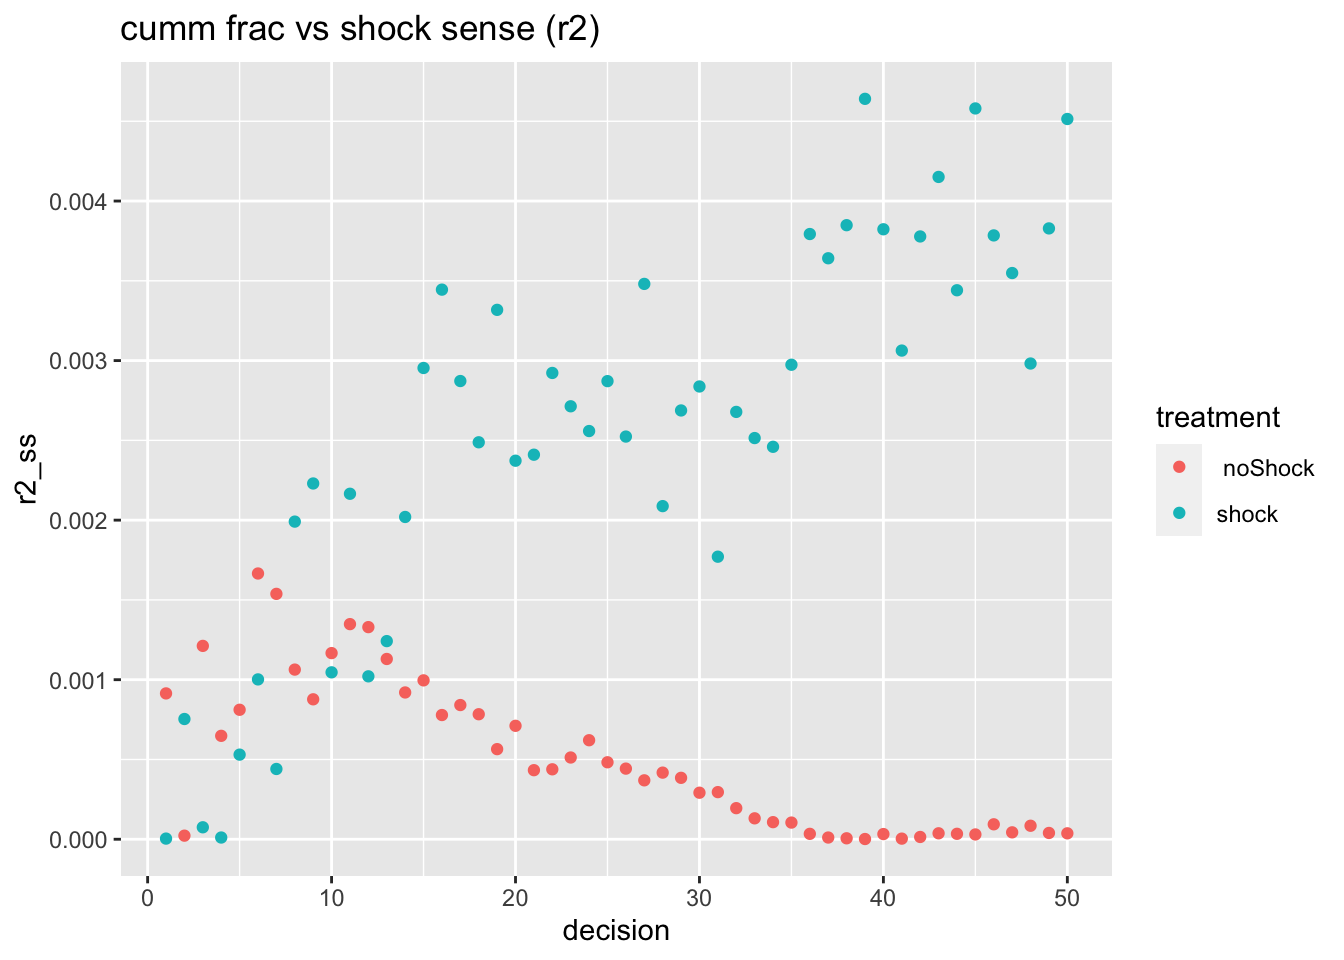 cumm frac vs shock sense (r2)
r2_ss
0.004
0.003
0.002
0.001
0.000
0
10
20
30
40
50
decision
treatment
noShock
shock